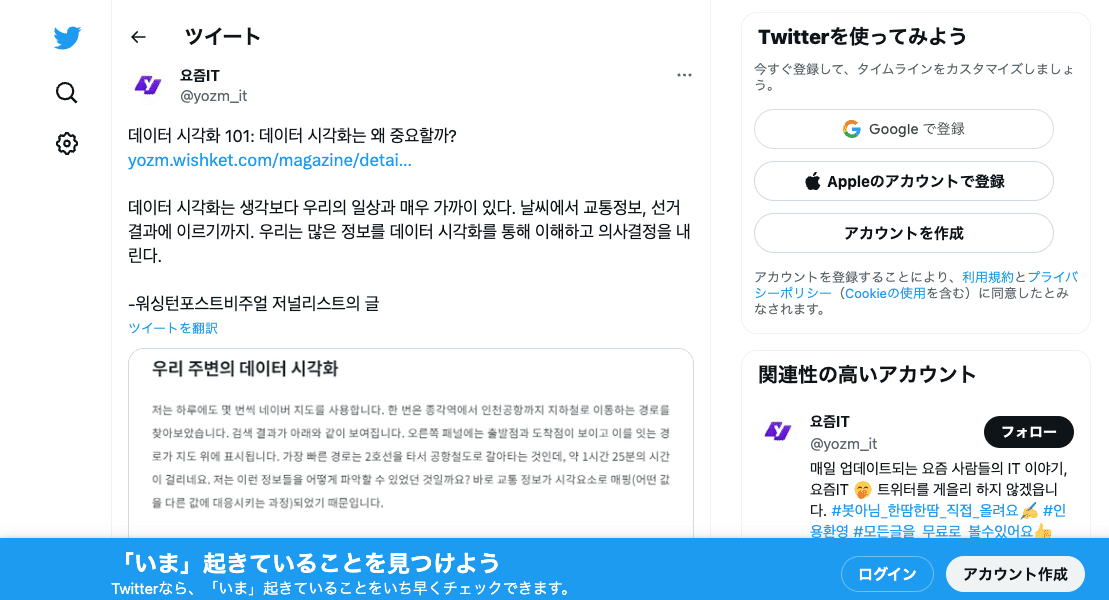 ツイート
요즘IT
@yozm_it
데이터 시각화 101: 데이터 시각화는 왜 중요할까?
yozm.wishket.com/magazine/detai...
데이터 시각화는 생각보다 우리의 일상과 매우 가까이 있다. 날씨에서 교통정보, 선거
결과에 이르기까지. 우리는 많은 정보를 데이터 시각화를 통해 이해하고 의사결정을 내
린다.
-워싱턴포스트비주얼 저널리스트의 글
ツイートを翻訳
우리 주변의 데이터 시각화
저는 하루에도 몇 번씩 네이버 지도를 사용합니다. 한 번은 종각역에서 인천공항까지 지하철로 이동하는 경로를
찾아보았습니다. 검색 결과가 아래와 같이 보여집니다. 오른쪽 패널에는 출발점과 도착점이 보이고 이를 잇는 경
로가 지도 위에 표시됩니다. 가장 빠른 경로는 2호선을 타서 공항철도로 갈아타는 것인데, 약 1시간 25분의 시간
이 걸리네요. 저는 이런 정보들을 어떻게 파악할 수 있었던 것일까요? 바로 교통 정보가 시각요소로 매핑(어떤 값
을 다른 값에 대응시키는 과정)되었기 때문입니다.
Twitterを使ってみよう
今すぐ登録して、タイムラインをカスタマイズしましょ
う。
Google で登録
Appleのアカウントで登録
アカウントを作成
アカウントを登録することにより、利用規約とプライバ
シーポリシー（Cookieの使用を含む）に同意したとみ
なされます。
関連性の高いアカウント
요즘IT
@yozm_it
フォロー
매일 업데이트되는 요즘 사람들의 IT 이야기,
요즘IT 🤭 트위터를 게을리 하지 않겠읍니
다. #봇아님_한땀한땀_직접_올려요✍️ #인
용환영 #모든글을_무료로_볼수있어요👍
「いま」起きていることを見つけよう
Twitterなら、「いま」起きていることをいち早くチェックできます。
ログイン
アカウント作成